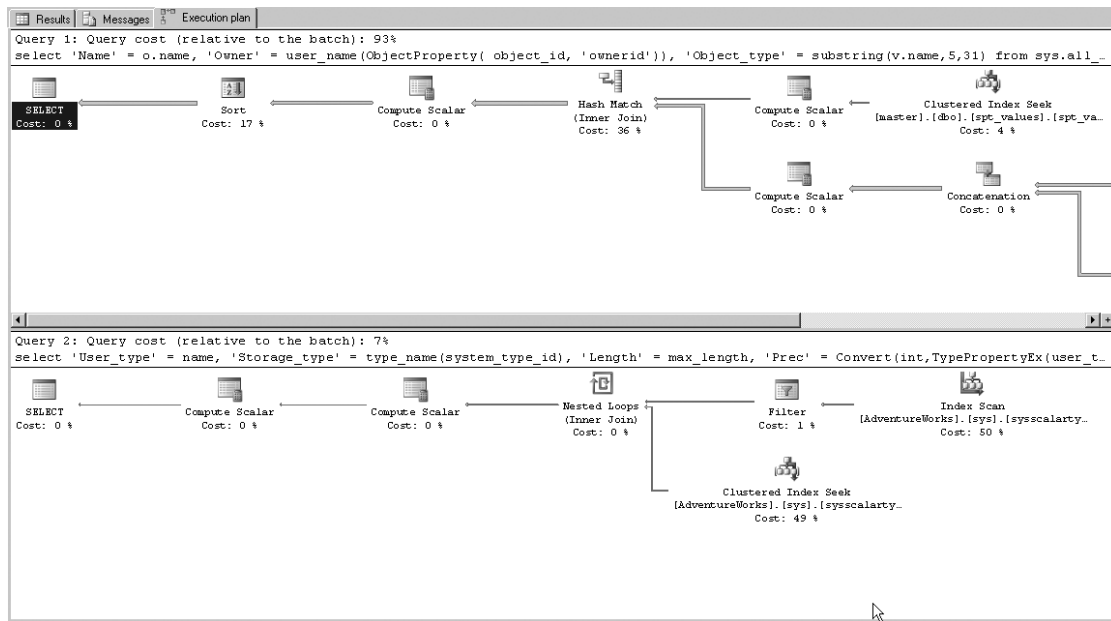 Results Messages Execution plan
Query 1: Query cost (relative to the batch): 93%
select 'Name' = o.name, 'Owner' = user_name(ObjectProperty( object_id, 'ownerid')), 'Object_type' = substring(v.name,5,31) from sys.all_…
SELECT
Cost: 0 %
Sort
Cost: 17 %
Compute Scalar
Cost: 0 %
Hash Match
(Inner Join)
Cost: 36 %
Compute Scalar
Cost: 0 %
Clustered Index Seek
[master].[dbo].[spt_values].[spt_va…
Cost: 4 %
Compute Scalar
Cost: 0 %
Concatenation
Cost: 0 %
Query 2: Query cost (relative to the batch): 7%
select 'User_type' = name, 'Storage_type' = type_name(system_type_id), 'Length' = max_length, 'Prec' = Convert(int,TypePropertyEx(user_t…
SELECT
Cost: 0 %
Compute Scalar
Cost: 0 %
Compute Scalar
Cost: 0 %
Nested Loops
(Inner Join)
Cost: 0 %
Filter
Cost: 1 %
Index Scan
[AdventureWorks].[sys].[sysscalarty…
Cost: 50 %
Clustered Index Seek
[AdventureWorks].[sys].[sysscalarty…
Cost: 49 %